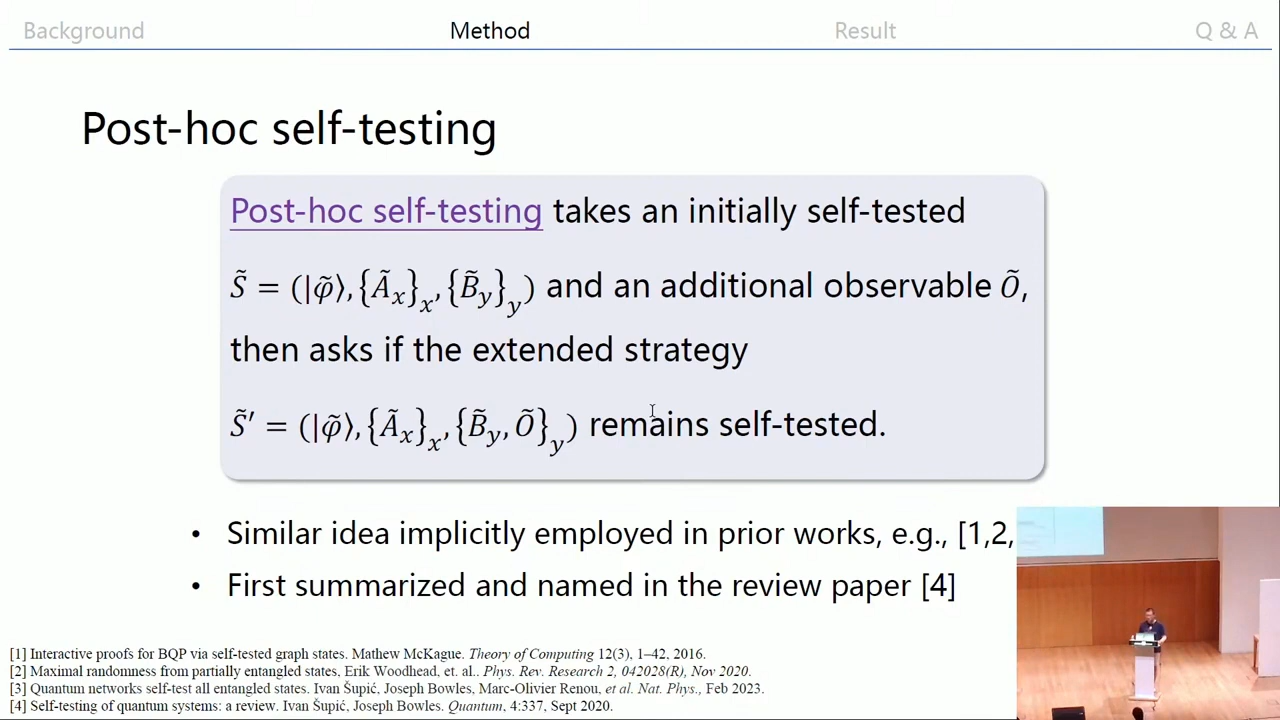 Background Method Result Q & A
Post-hoc self-testing
Post-hoc self-testing takes an initially self-tested
S̃ = (|φ̃⟩, {Ã_x}_x, {B̃_y}_y) and an additional observable Õ,
then asks if the extended strategy
S̃′ = (|φ̃⟩, {Ã_x}_x, {B̃_y, Õ}_y) remains self-tested.
• Similar idea implicitly employed in prior works, e.g., [1,2,
• First summarized and named in the review paper [4]
[1] Interactive proofs for BQP via self-tested graph states. Mathew McKague. Theory of Computing 12(3), 1–42, 2016.
[2] Maximal randomness from partially entangled states, Erik Woodhead, et. al.. Phys. Rev. Research 2, 042028(R), Nov 2020.
[3] Quantum networks self-test all entangled states. Ivan Šupić, Joseph Bowles, Marc-Olivier Renou, et al. Nat. Phys., Feb 2023.
[4] Self-testing of quantum systems: a review. Ivan Šupić, Joseph Bowles. Quantum, 4:337, Sept 2020.